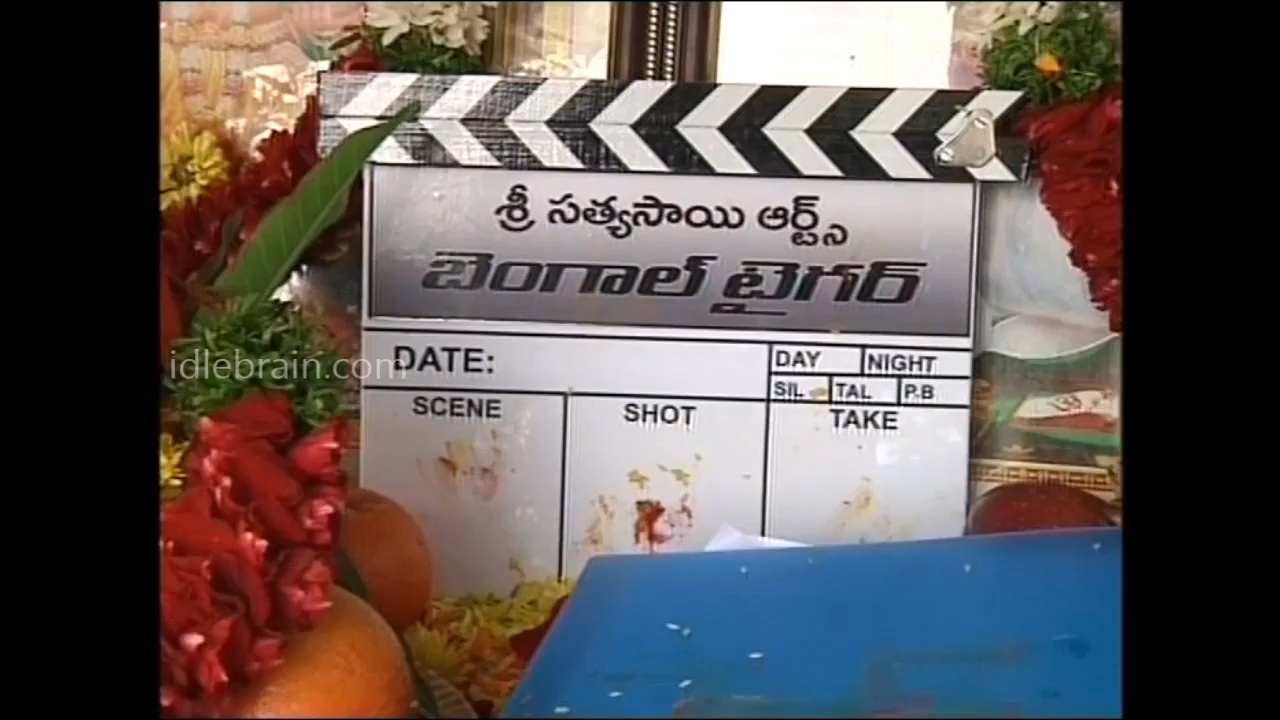 శ్రీ సత్యసాయి ఆర్ట్స్
బెంగాల్ టైగర్
idlebrain.com
DATE:
DAY
NIGHT
SIL
TAL
P.B
SCENE
SHOT
TAKE